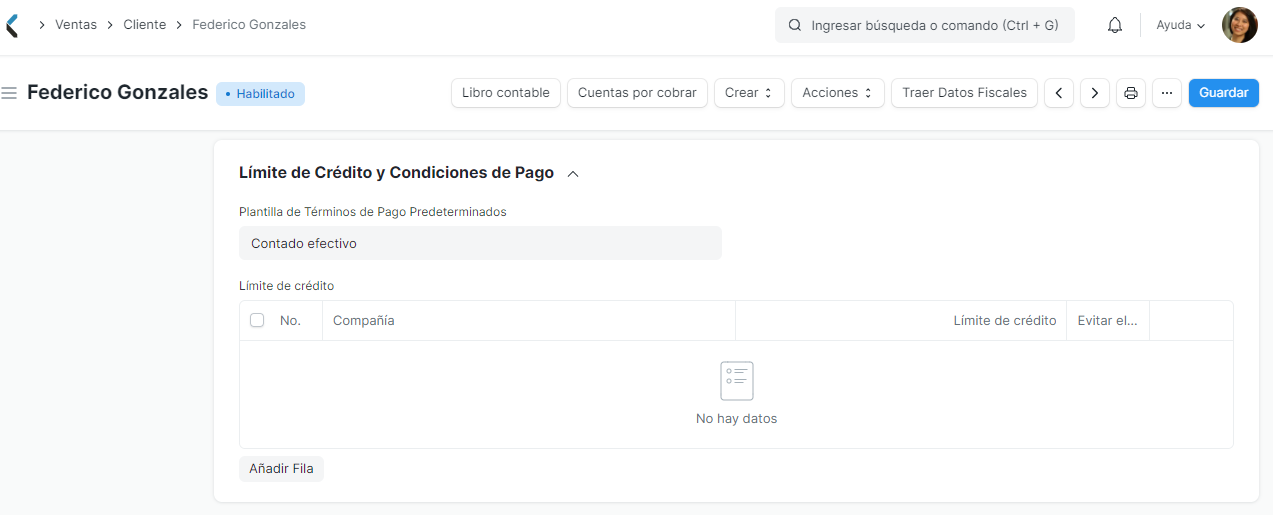 Ventas Cliente Federico Gonzales
Ingresar búsqueda o comando (Ctrl + G)
Ayuda
Federico Gonzales
Habilitado
Libro contable
Cuentas por cobrar
Crear
Acciones
Traer Datos Fiscales
Guardar
Límite de Crédito y Condiciones de Pago
Plantilla de Términos de Pago Predeterminados
Contado efectivo
Límite de crédito
No. Compañía Límite de crédito Evitar el...
No hay datos
Añadir Fila